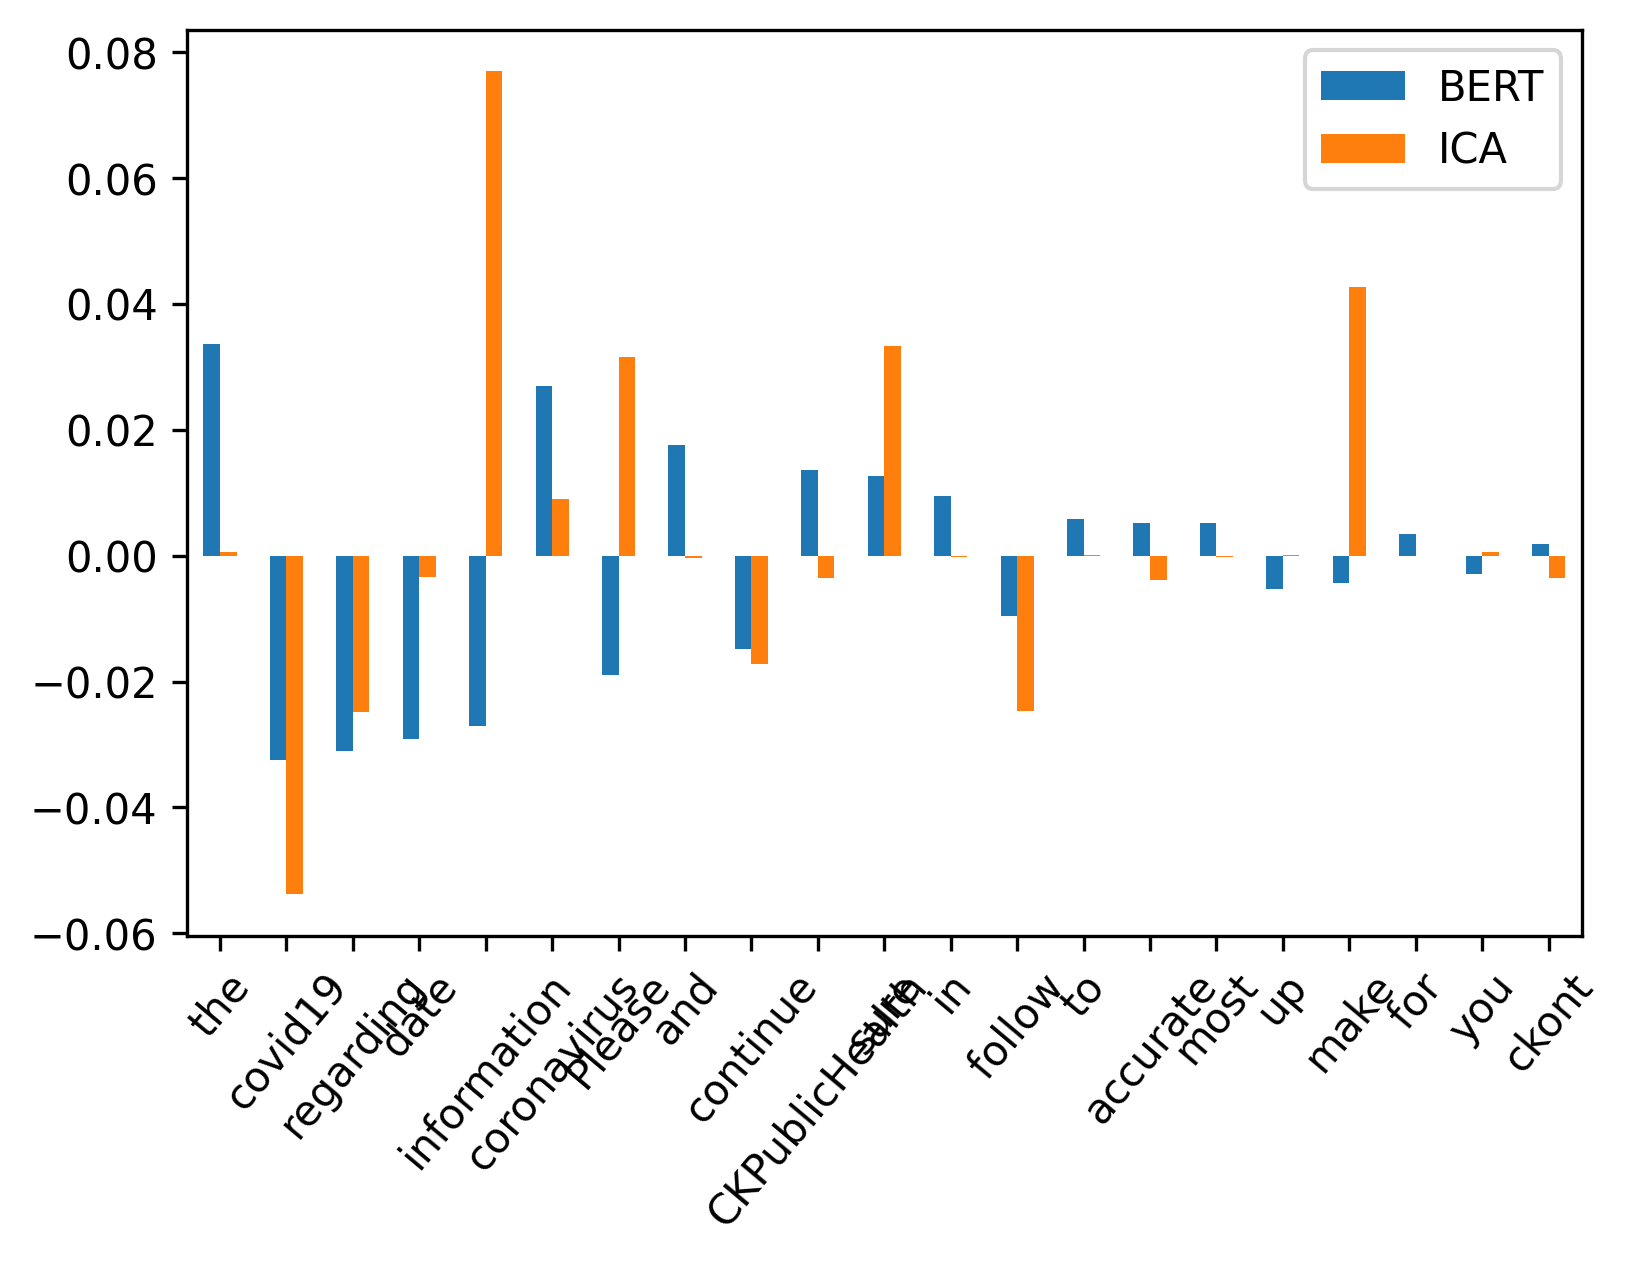 0.08
0.06
0.04
0.02
0.00
−0.02
−0.04
−0.06
BERT
ICA
the
covid19
regarding
date
information
coronavirus
Please
and
continue
CKPublicHealth
sure
in
follow
to
accurate
most
up
make
for
you
ckont